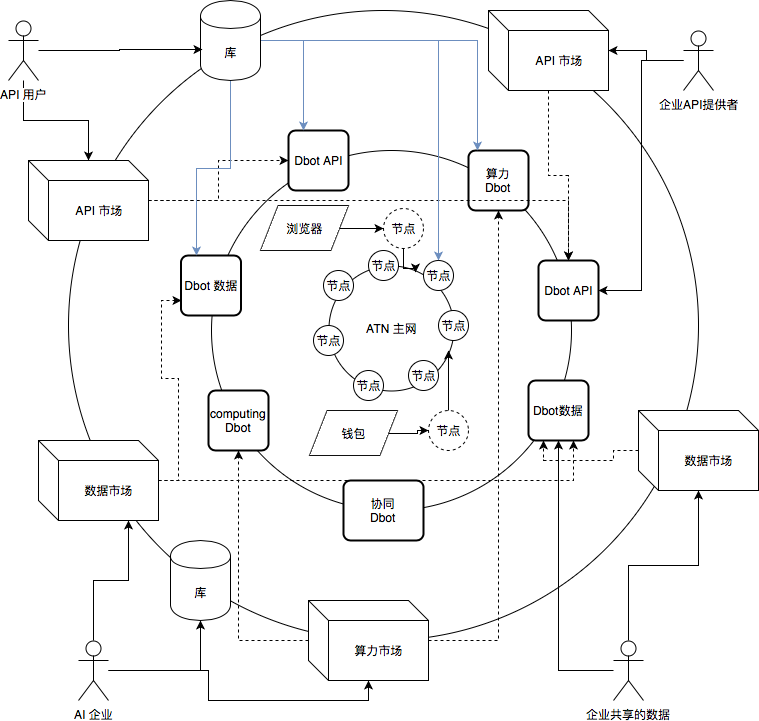 库
API 市场
API 用户
企业API提供者
Dbot API
算力
Dbot
API 市场
浏览器
节点
Dbot 数据
节点
节点
节点
Dbot API
ATN 主网
节点
节点
节点
节点
computing
Dbot
Dbot数据
钱包
节点
数据市场
数据市场
协同
Dbot
库
算力市场
AI 企业
企业共享的数据